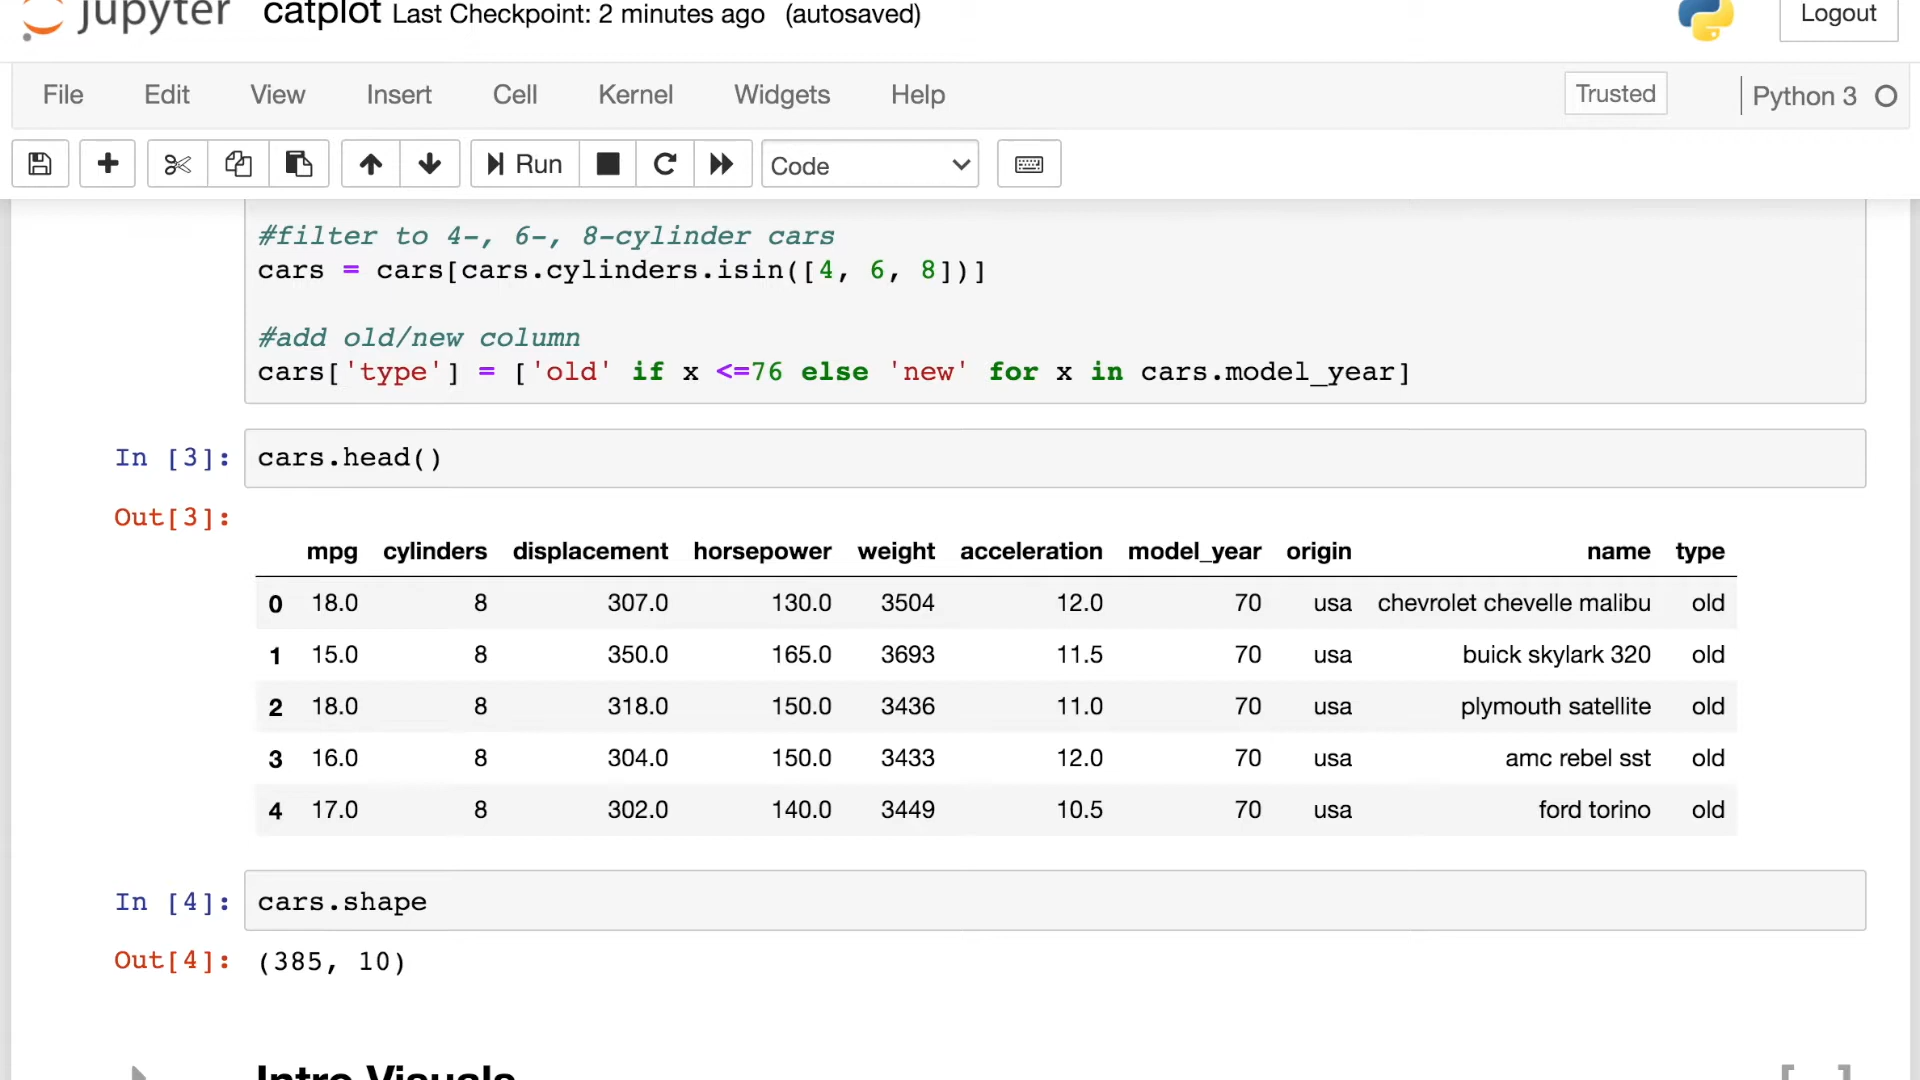 jupyter catplot Last Checkpoint: 2 minutes ago (autosaved) Logout
File Edit View Insert Cell Kernel Widgets Help Trusted Python 3
Run Code
#filter to 4-, 6-, 8-cylinder cars
cars = cars[cars.cylinders.isin([4, 6, 8])]
#add old/new column
cars['type'] = ['old' if x <=76 else 'new' for x in cars.model_year]
In [3]: cars.head()
Out[3]:
mpg cylinders displacement horsepower weight acceleration model_year origin name type
0 18.0 8 307.0 130.0 3504 12.0 70 usa chevrolet chevelle malibu old
1 15.0 8 350.0 165.0 3693 11.5 70 usa buick skylark 320 old
2 18.0 8 318.0 150.0 3436 11.0 70 usa plymouth satellite old
3 16.0 8 304.0 150.0 3433 12.0 70 usa amc rebel sst old
4 17.0 8 302.0 140.0 3449 10.5 70 usa ford torino old
In [4]: cars.shape
Out[4]: (385, 10)
Intro Visuals